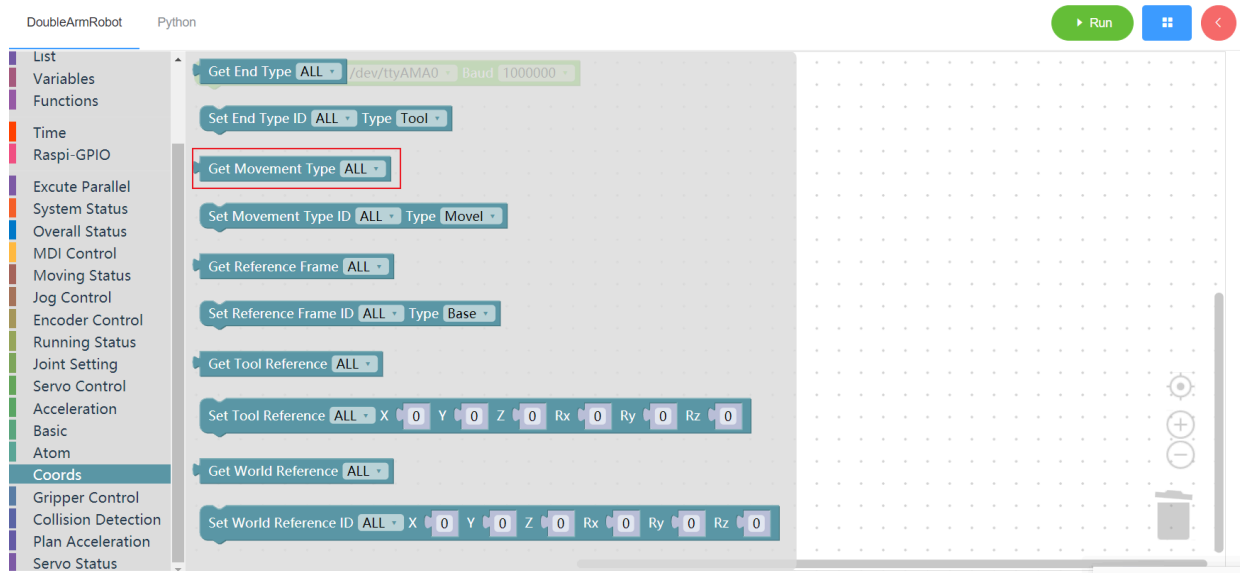 DoubleArmRobot Python Run
List
Variables
Functions
Time
Raspi-GPIO
Excute Parallel
System Status
Overall Status
MDI Control
Moving Status
Jog Control
Encoder Control
Running Status
Joint Setting
Servo Control
Acceleration
Basic
Atom
Coords
Gripper Control
Collision Detection
Plan Acceleration
Servo Status
Get End Type ALL /dev/ttyAMA0 Baud 1000000
Set End Type ID ALL Type Tool
Get Movement Type ALL
Set Movement Type ID ALL Type Movel
Get Reference Frame ALL
Set Reference Frame ID ALL Type Base
Get Tool Reference ALL
Set Tool Reference ALL X 0 Y 0 Z 0 Rx 0 Ry 0 Rz 0
Get World Reference ALL
Set World Reference ID ALL X 0 Y 0 Z 0 Rx 0 Ry 0 Rz 0